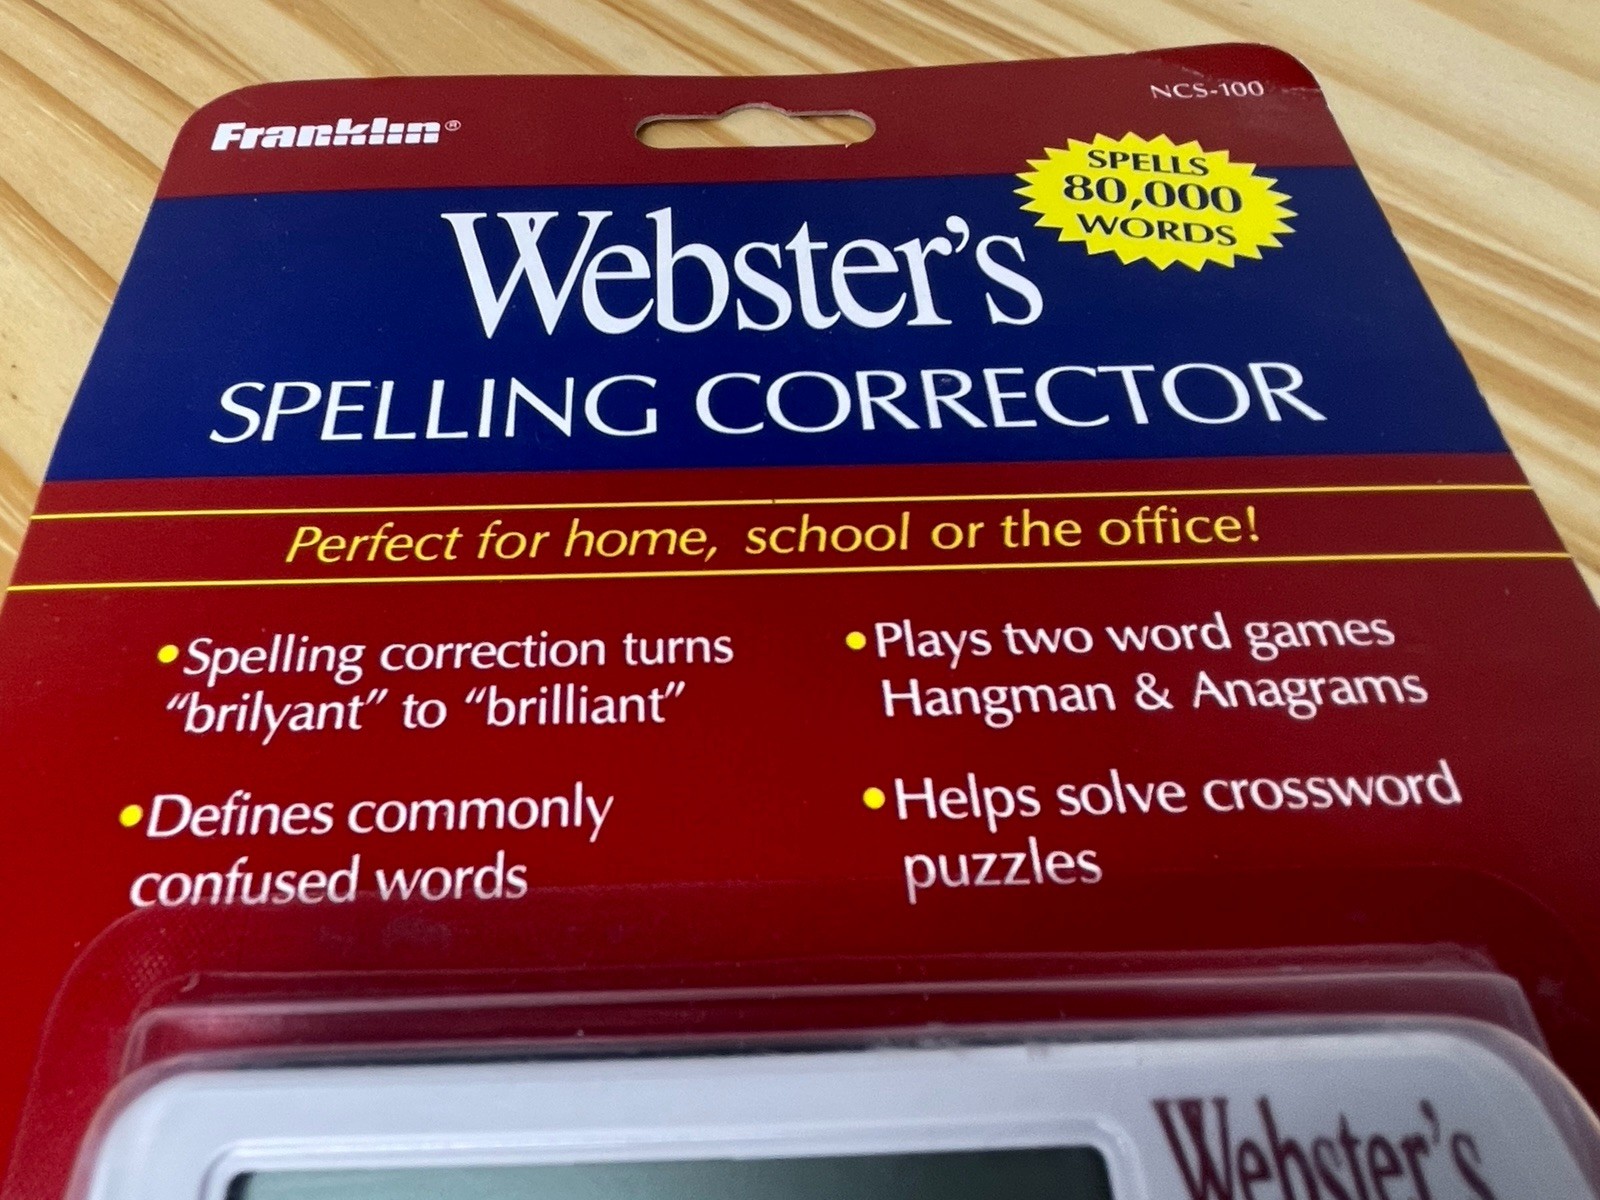 Franklin®
NCS-100
SPELLS
80,000
WORDS
Webster's
SPELLING CORRECTOR
Perfect for home, school or the office!
•Spelling correction turns
“brilyant” to “brilliant”
•Defines commonly
confused words
•Plays two word games
Hangman & Anagrams
•Helps solve crossword
puzzles
Webster's